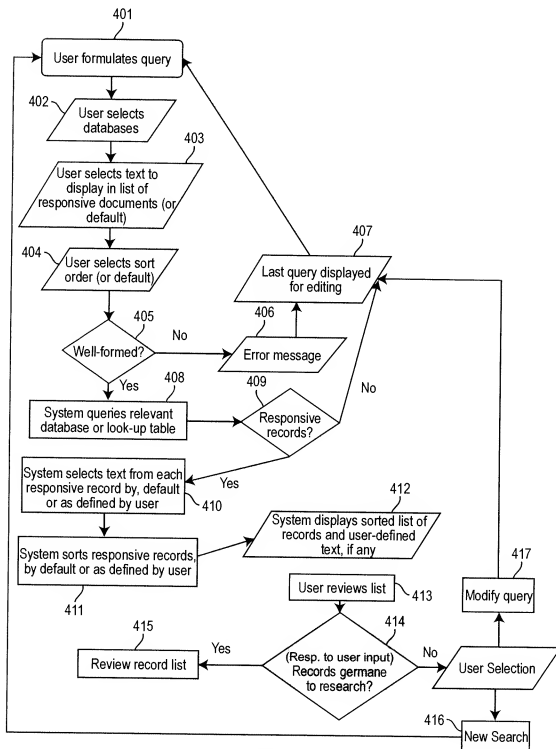 401
User formulates query
402
User selects
databases
403
User selects text to
display in list of
responsive documents (or
default)
404
User selects sort
order (or default)
405
Well-formed?
No
Yes
406
Error message
407
Last query displayed
for editing
408
System queries relevant
database or look-up table
409
Responsive
records?
No
Yes
System selects text from each
responsive record by, default
or as defined by user
410
System sorts responsive records,
by default or as defined by user
411
412
System displays sorted list of
records and user-defined
text, if any
User reviews list
413
414
(Resp. to user input)
Records germane
to research?
Yes
No
415
Review record list
User Selection
417
Modify query
416
New Search